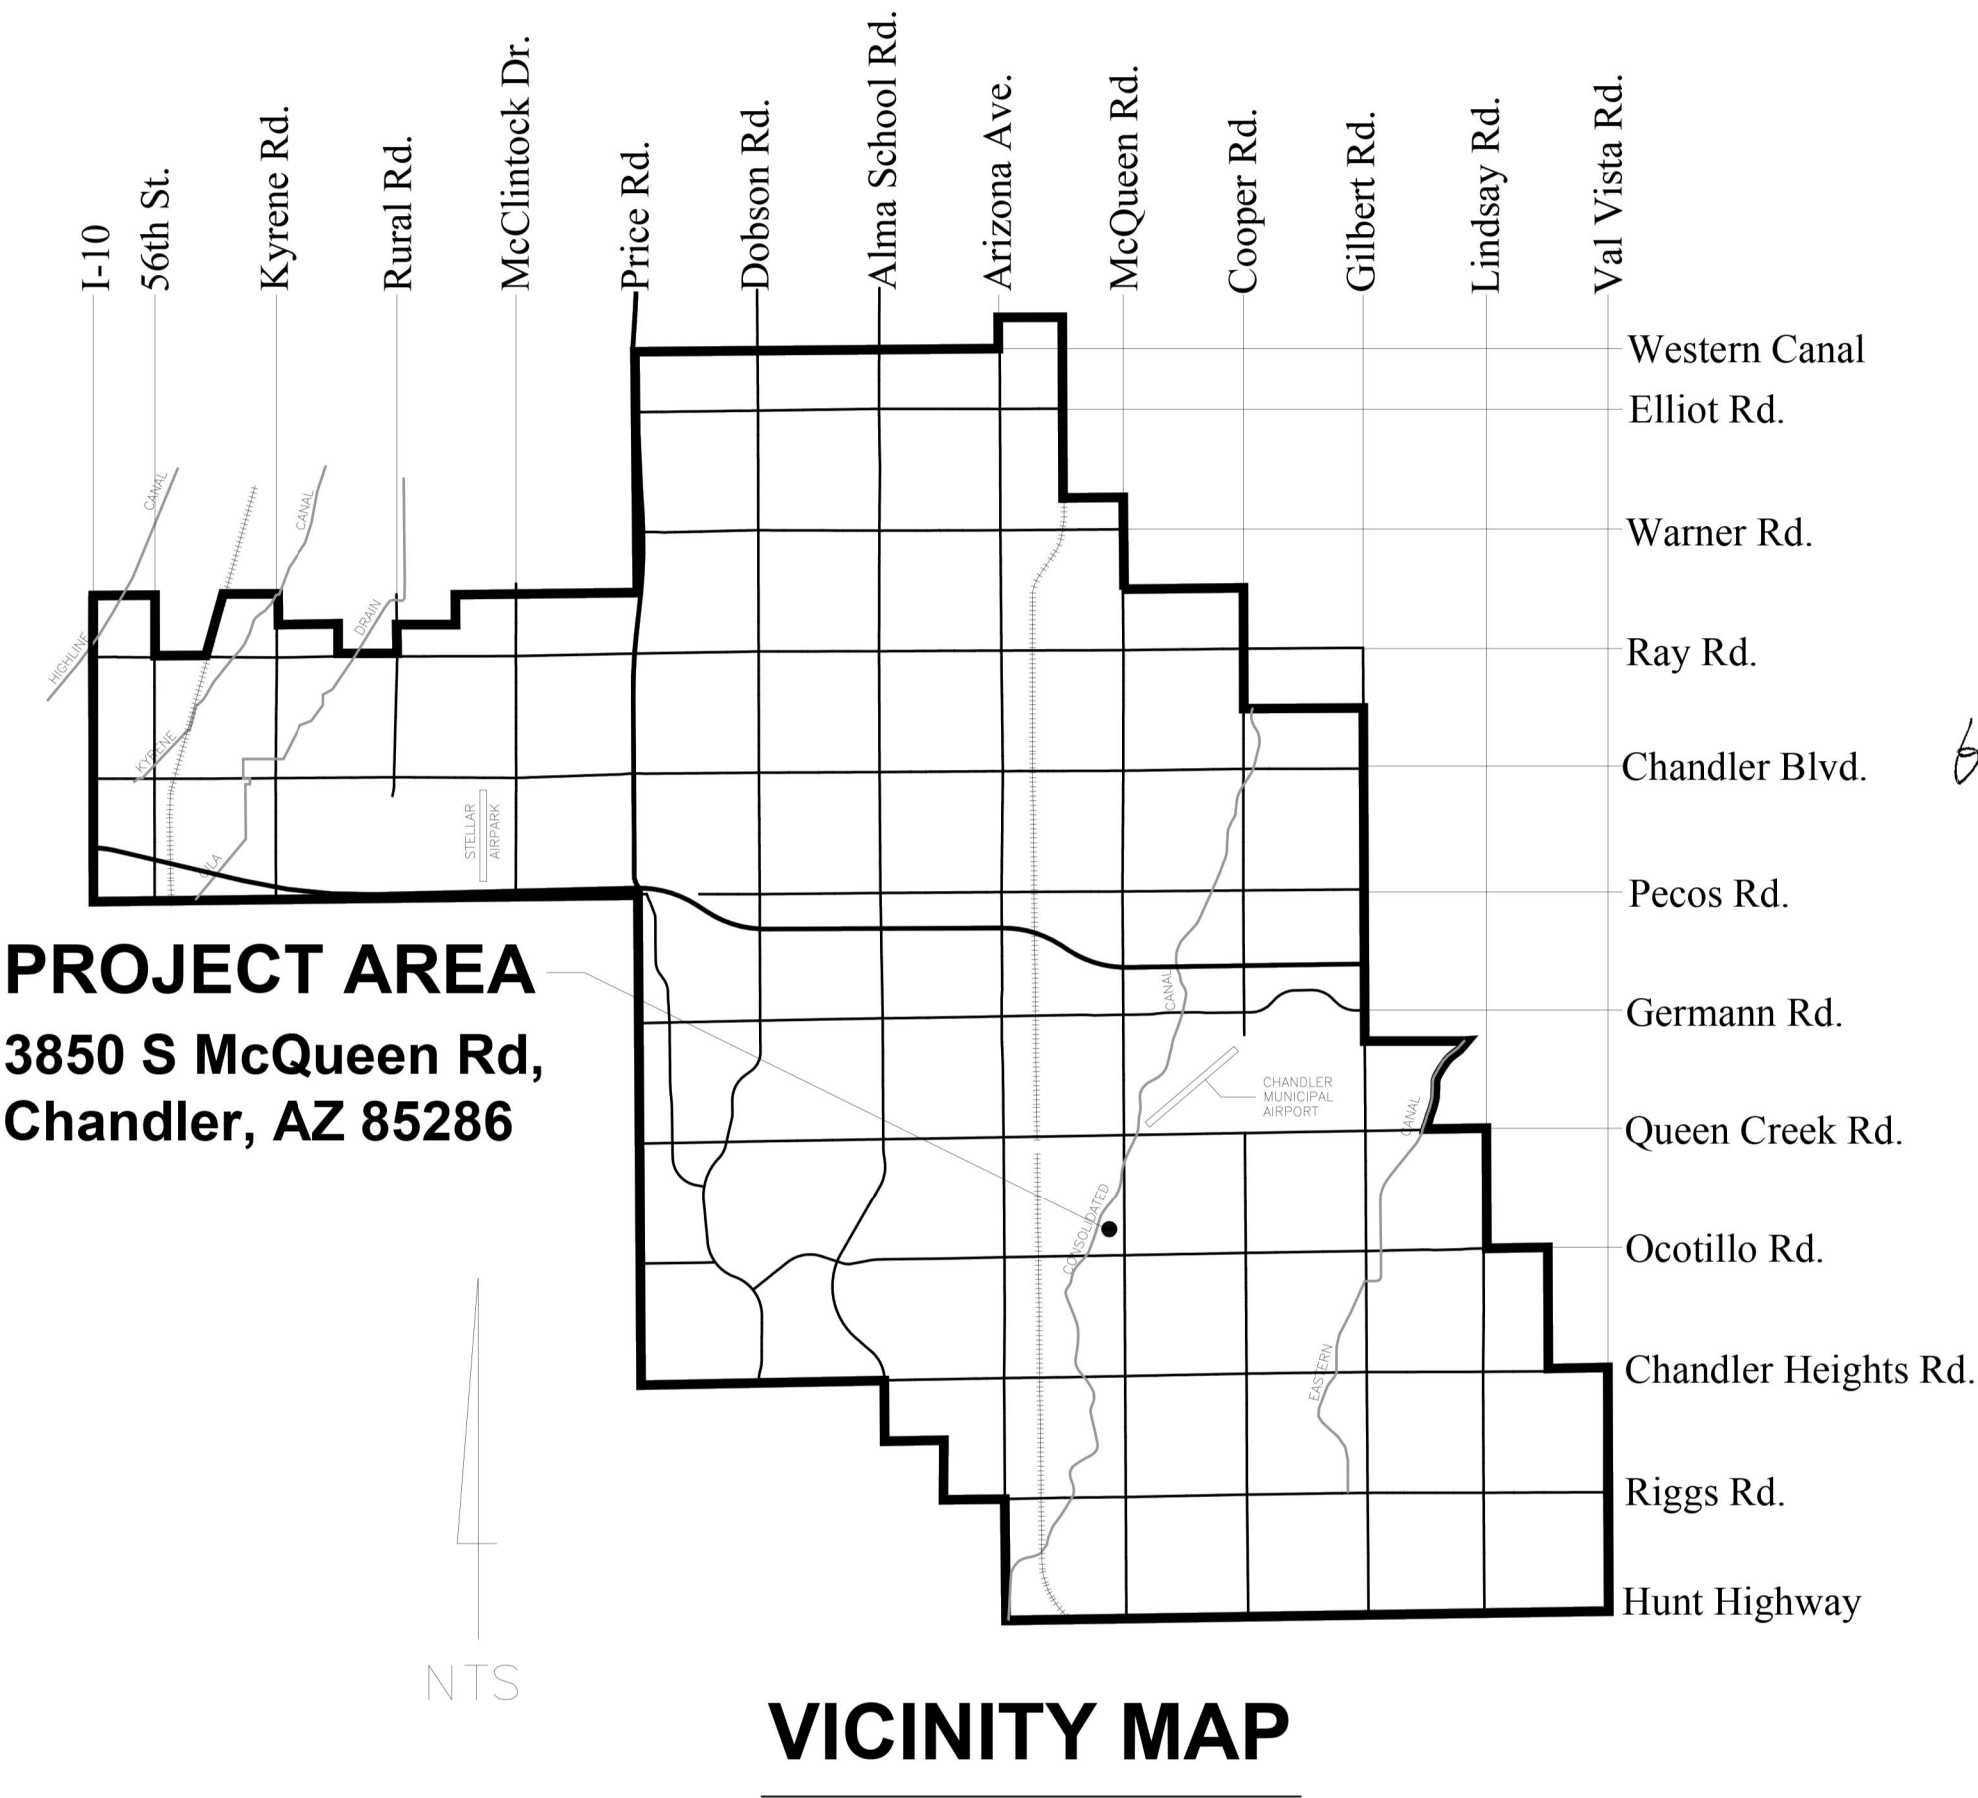 I-10
56th St.
Kyrene Rd.
Rural Rd.
McClintock Dr.
Price Rd.
Dobson Rd.
Alma School Rd.
Arizona Ave.
McQueen Rd.
Cooper Rd.
Gilbert Rd.
Lindsay Rd.
Val Vista Rd.
Western Canal
Elliot Rd.
Warner Rd.
Ray Rd.
Chandler Blvd.
Pecos Rd.
Germann Rd.
Queen Creek Rd.
Ocotillo Rd.
Chandler Heights Rd.
Riggs Rd.
Hunt Highway
HIGHLINE
CANAL
KYRENE
CANAL
GILA
DRAIN
STELLAR
AIRPARK
PROJECT AREA
3850 S McQueen Rd,
Chandler, AZ 85286
CONSOLIDATED
CANAL
CHANDLER
MUNICIPAL
AIRPORT
EASTERN
CANAL
NTS
VICINITY MAP